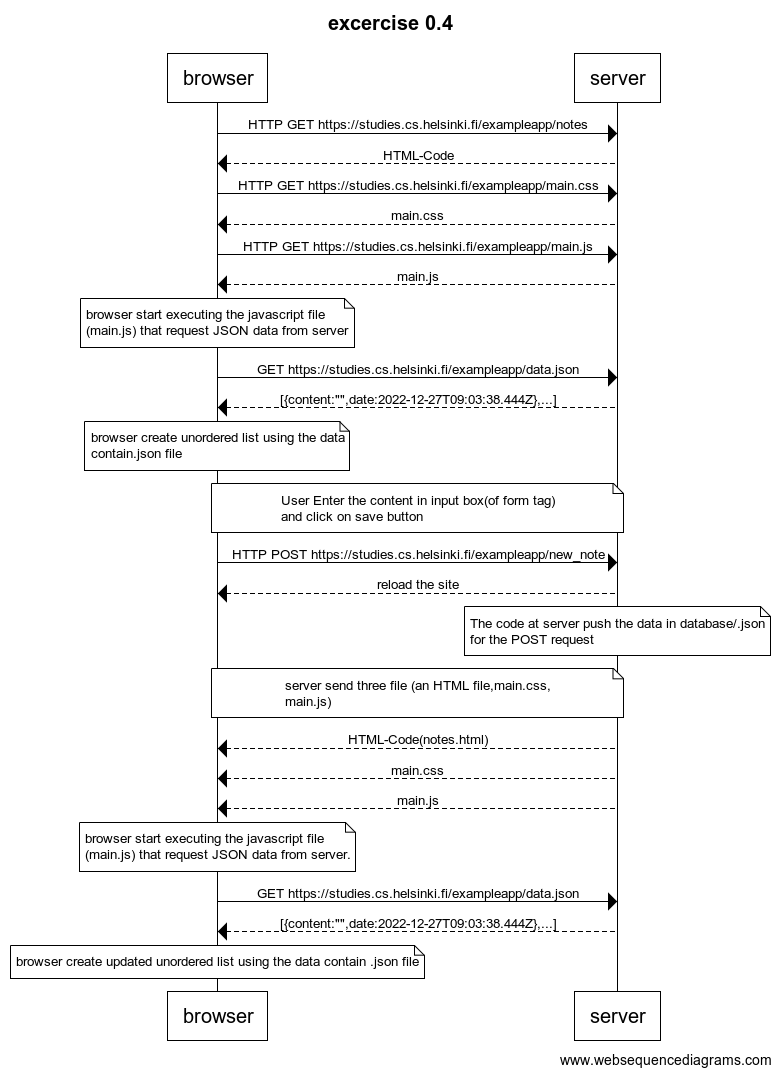 excercise 0.4
browser
server
HTTP GET https://studies.cs.helsinki.fi/exampleapp/notes
HTML-Code
HTTP GET https://studies.cs.helsinki.fi/exampleapp/main.css
main.css
HTTP GET https://studies.cs.helsinki.fi/exampleapp/main.js
main.js
browser start executing the javascript file
(main.js) that request JSON data from server
GET https://studies.cs.helsinki.fi/exampleapp/data.json
[{content:"",date:2022-12-27T09:03:38.444Z},...]
browser create unordered list using the data
contain.json file
User Enter the content in input box(of form tag)
and click on save button
HTTP POST https://studies.cs.helsinki.fi/exampleapp/new_note
reload the site
The code at server push the data in database/.json
for the POST request
server send three file (an HTML file,main.css,
main.js)
HTML-Code(notes.html)
main.css
main.js
browser start executing the javascript file
(main.js) that request JSON data from server.
GET https://studies.cs.helsinki.fi/exampleapp/data.json
[{content:"",date:2022-12-27T09:03:38.444Z},...]
browser create updated unordered list using the data contain .json file
browser
server
www.websequencediagrams.com